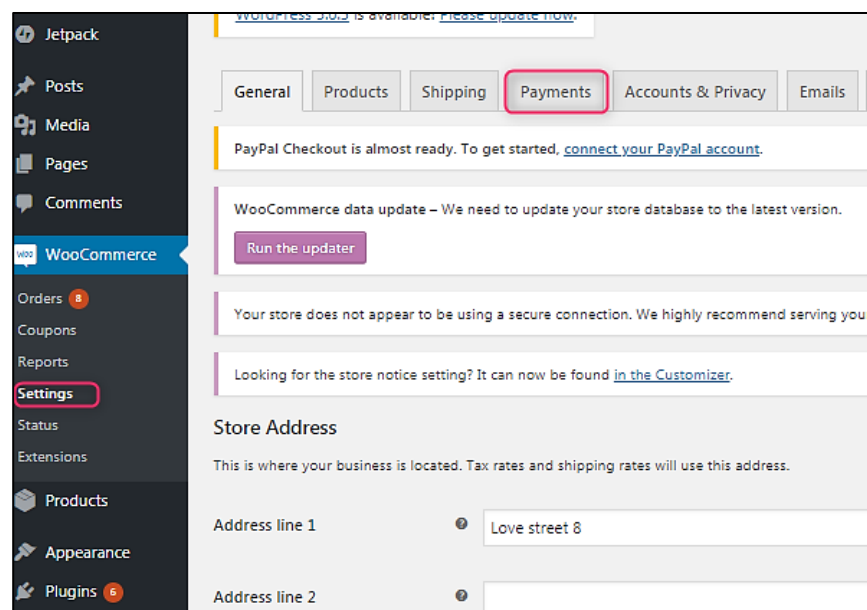 Jetpack
Posts
Media
Pages
Comments
WooCommerce
Orders 8
Coupons
Reports
Settings
Status
Extensions
Products
Appearance
Plugins 6
WordPress 5.0.3 is available! Please update now.
General Products Shipping Payments Accounts & Privacy Emails
PayPal Checkout is almost ready. To get started, connect your PayPal account.
WooCommerce data update – We need to update your store database to the latest version.
Run the updater
Your store does not appear to be using a secure connection. We highly recommend serving you
Looking for the store notice setting? It can now be found in the Customizer.
Store Address
This is where your business is located. Tax rates and shipping rates will use this address.
Address line 1 Love street 8
Address line 2